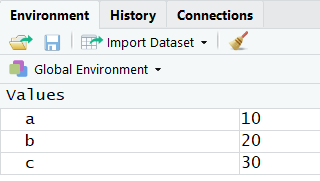 Environment History Connections
Import Dataset
Global Environment
Values
a 10
b 20
c 30